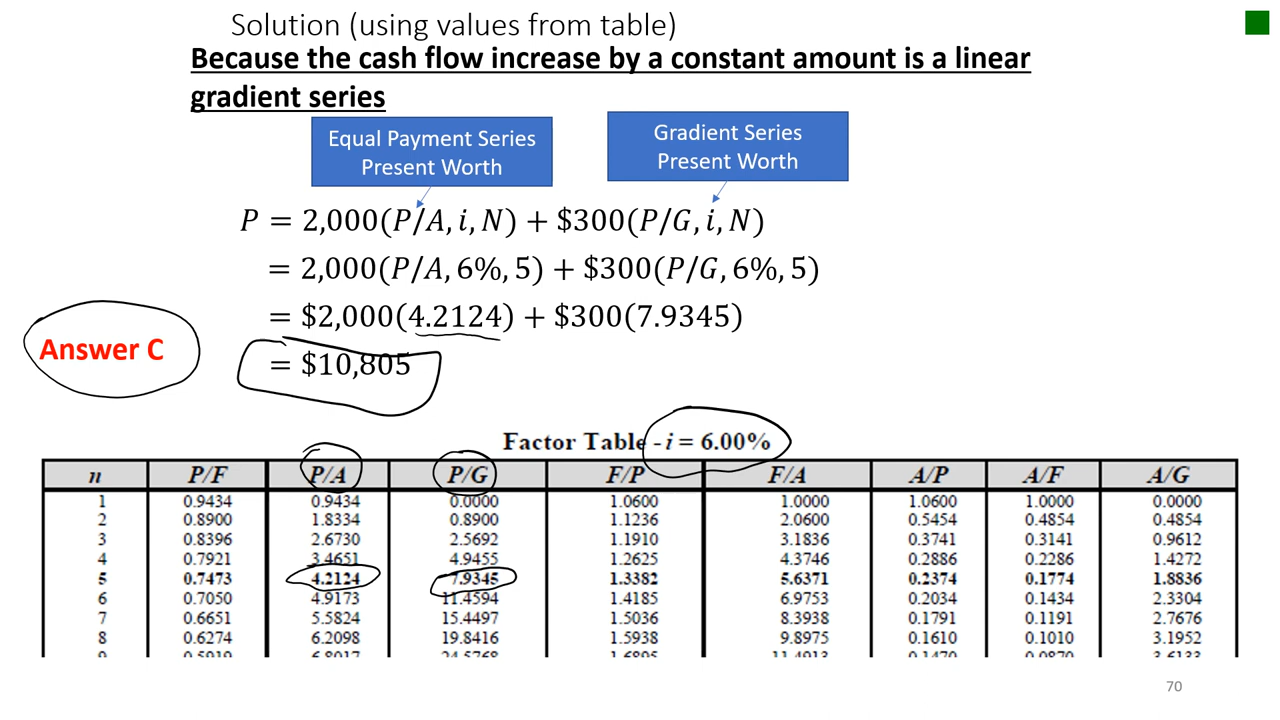 Solution (using values from table)
Because the cash flow increase by a constant amount is a linear
gradient series
Equal Payment Series
Present Worth
Gradient Series
Present Worth
P = 2,000(P/A, i, N) + $300(P/G, i, N)
= 2,000(P/A, 6%, 5) + $300(P/G, 6%, 5)
= $2,000(4.2124) + $300(7.9345)
Answer C
= $10,805
Factor Table - i = 6.00%
n P/F P/A P/G F/P F/A A/P A/F A/G
1 0.9434 0.9434 0.0000 1.0600 1.0000 1.0600 1.0000 0.0000
2 0.8900 1.8334 0.8900 1.1236 2.0600 0.5454 0.4854 0.4854
3 0.8396 2.6730 2.5692 1.1910 3.1836 0.3741 0.3141 0.9612
4 0.7921 3.4651 4.9455 1.2625 4.3746 0.2886 0.2286 1.4272
5 0.7473 4.2124 7.9345 1.3382 5.6371 0.2374 0.1774 1.8836
6 0.7050 4.9173 11.4594 1.4185 6.9753 0.2034 0.1434 2.3304
7 0.6651 5.5824 15.4497 1.5036 8.3938 0.1791 0.1191 2.7676
8 0.6274 6.2098 19.8416 1.5938 9.8975 0.1610 0.1010 3.1952
70